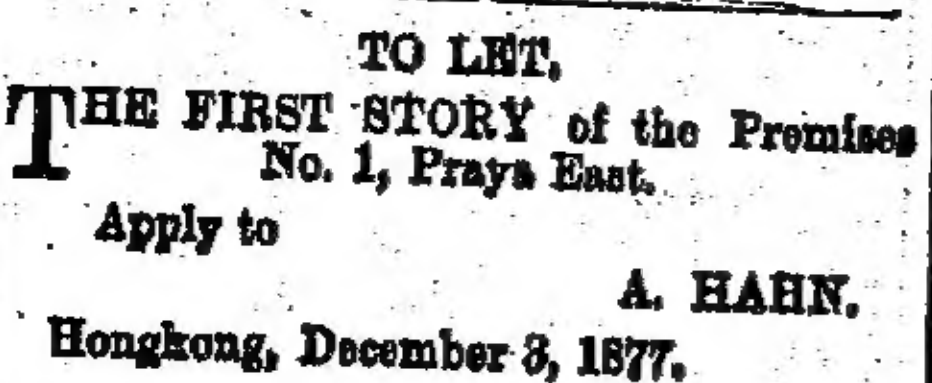 TO LET.
THE FIRST STORY of the Premises
No. 1, Praya East.
Apply to
A. HAHN.
Hongkong, December 3, 1877.